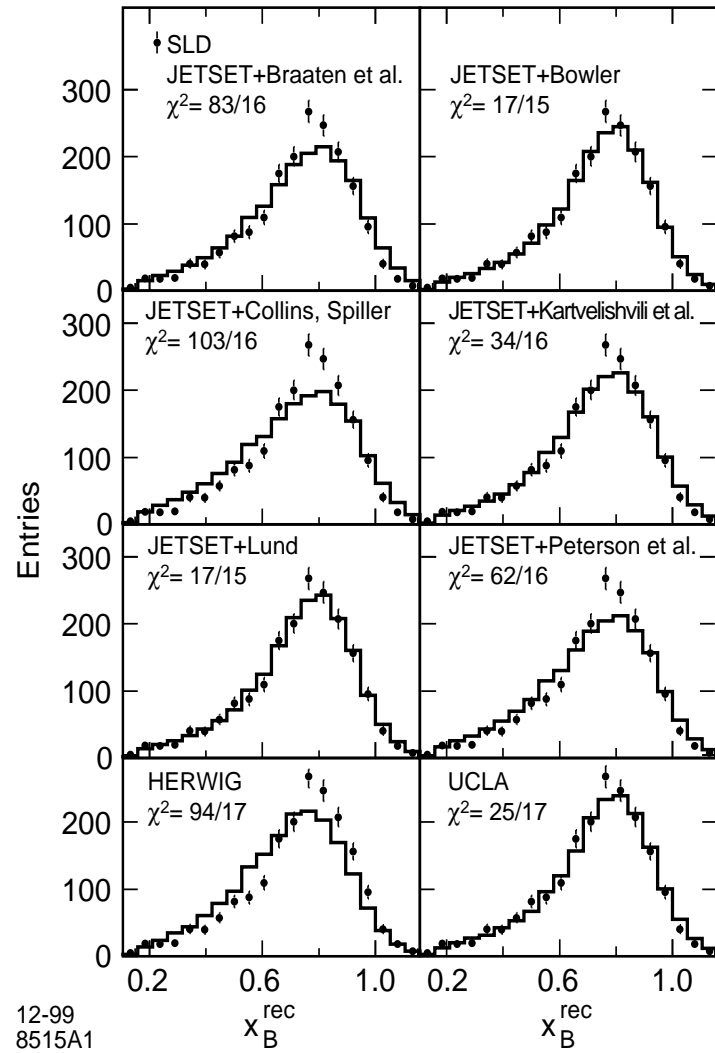 SLD
JETSET+Braaten et al.
χ²= 83/16
JETSET+Bowler
χ²= 17/15
300
200
100
0
JETSET+Collins, Spiller
χ²= 103/16
JETSET+Kartvelishvili et al.
χ²= 34/16
300
200
100
0
Entries
JETSET+Lund
χ²= 17/15
JETSET+Peterson et al.
χ²= 62/16
300
200
100
0
HERWIG
χ²= 94/17
UCLA
χ²= 25/17
200
100
0
0.2 0.6 1.0 0.2 0.6 1.0
x_B^rec x_B^rec
12-99
8515A1